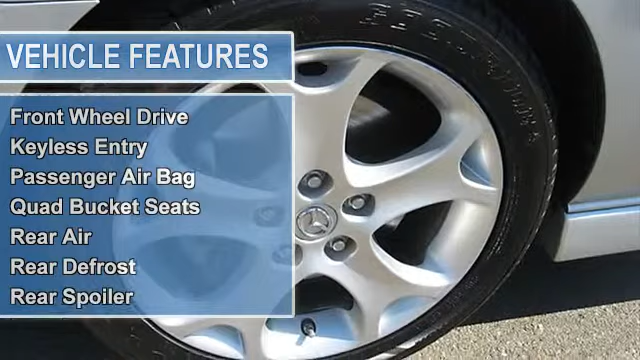 VEHICLE FEATURES
Front Wheel Drive
Keyless Entry
Passenger Air Bag
Quad Bucket Seats
Rear Air
Rear Defrost
Rear Spoiler